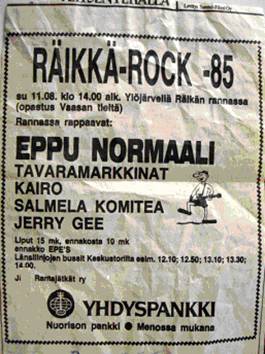 RÄIKKÄ-ROCK -85
su 11.08. klo 14.00 alk. Ylöjärvellä Räikän rannassa
(opastus Vaasan tieltä)
Rannassa rappaavat:
EPPU NORMAALI
TAVARAMARKKINAT
KAIRO
SALMELA KOMITEA
JERRY GEE
Liput 15 mk, ennakosta 10 mk
ennakko EPE'S
Länsilinjojen bussit Keskustorilta esim. 12.10; 12.50; 13.10; 13.30;
14.00.
Rantajätkät ry
YHDYSPANKKI
Nuorison pankki ● Menossa mukana